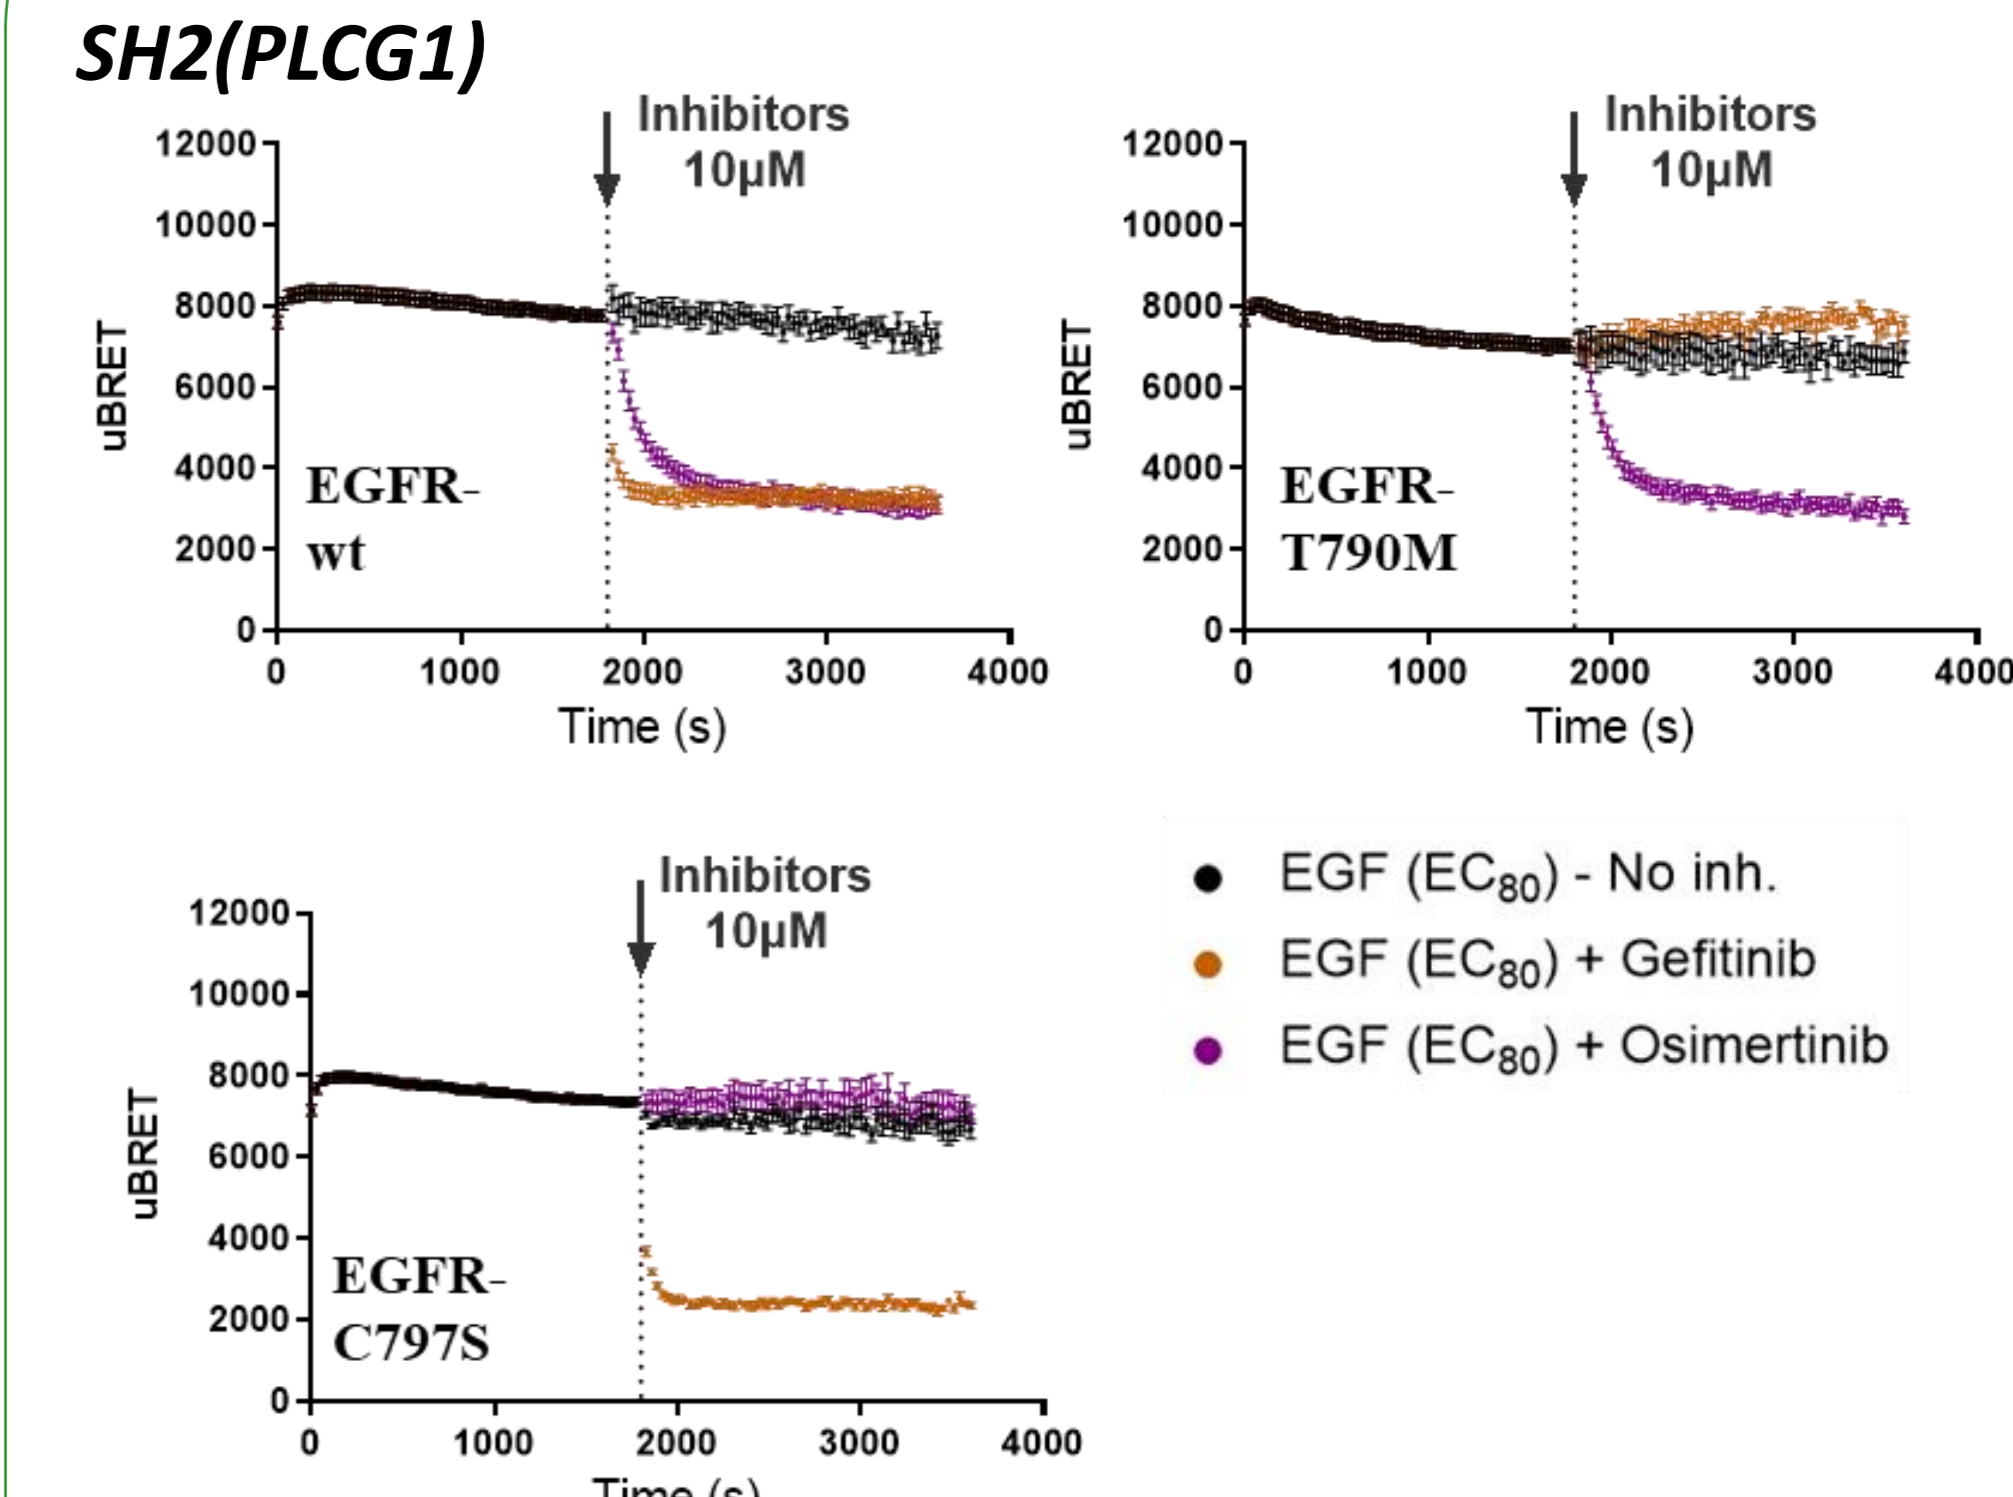 SH2(PLCG1)
Inhibitors
10µM
12000
10000
8000
6000
4000
2000
0
uBRET
EGFR-
wt
0 1000 2000 3000 4000
Time (s)
Inhibitors
10µM
12000
10000
8000
6000
4000
2000
0
uBRET
EGFR-
T790M
0 1000 2000 3000 4000
Time (s)
Inhibitors
10µM
12000
10000
8000
6000
4000
2000
0
uBRET
EGFR-
C797S
0 1000 2000 3000 4000
Time (s)
EGF (EC80) - No inh.
EGF (EC80) + Gefitinib
EGF (EC80) + Osimertinib